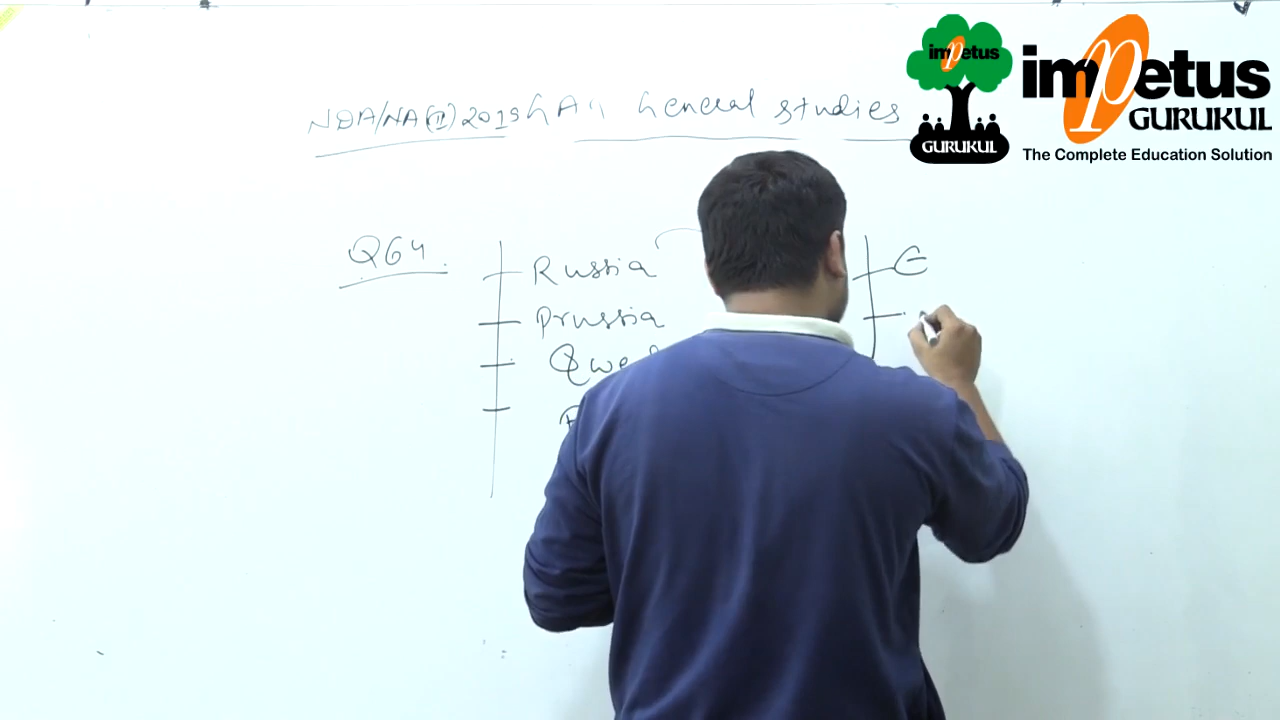 impetus
impetus
GURUKUL
GURUKUL
The Complete Education Solution
NDA/NA(II) 2019 GAT General studies
Q64
Russia
Prussia